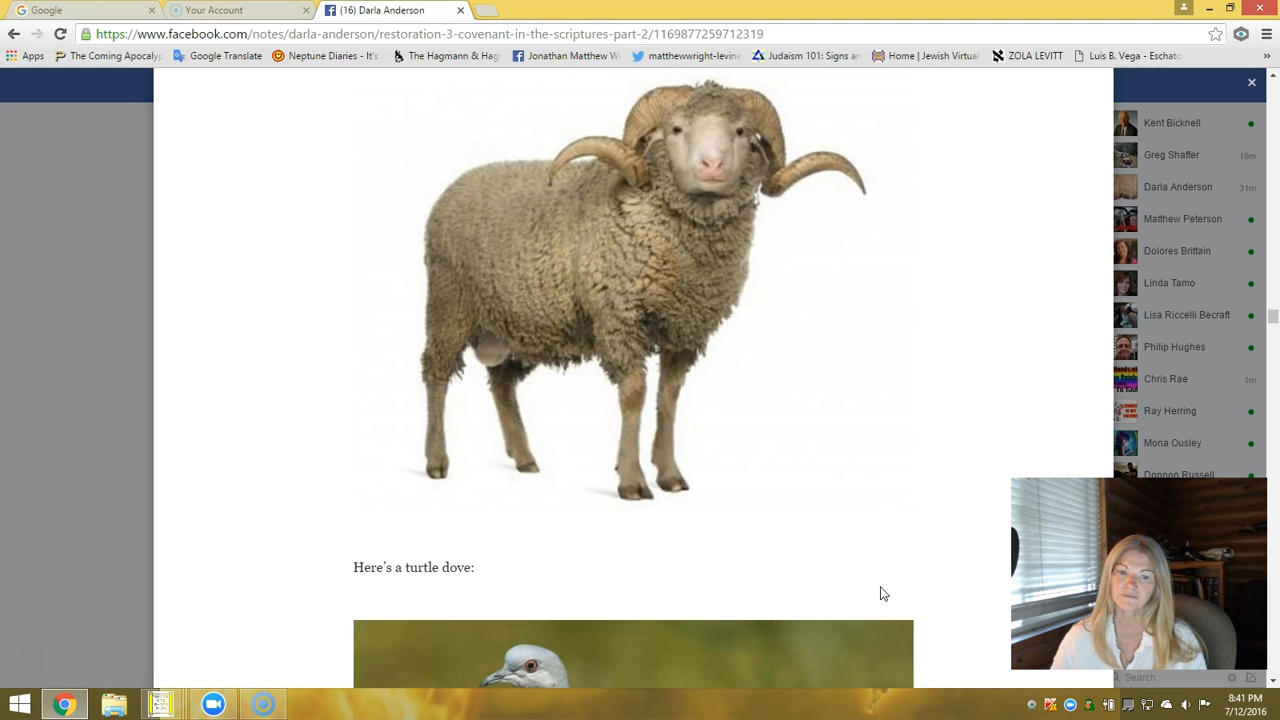 Google
Your Account
(16) Darla Anderson
https://www.facebook.com/notes/darla-anderson/restoration-3-covenant-in-the-scriptures-part-2/1169877259712319
Apps The Coming Apocalyp Google Translate Neptune Diaries - It's The Hagmann & Hag Jonathan Matthew W matthewwright-levine Judaism 101: Signs an Home | Jewish Virtual ZOLA LEVITT Luis B. Vega - Eschato »
Kent Bicknell
Greg Shaffer 16m
Darla Anderson 31m
Matthew Peterson
Dolores Brittain
Linda Tamo
Lisa Riccelli Becraft
Philip Hughes
Chris Rae 1m
Ray Herring
Mona Ousley
Donnon Russell
Here's a turtle dove:
Search
8:41 PM
7/12/2016